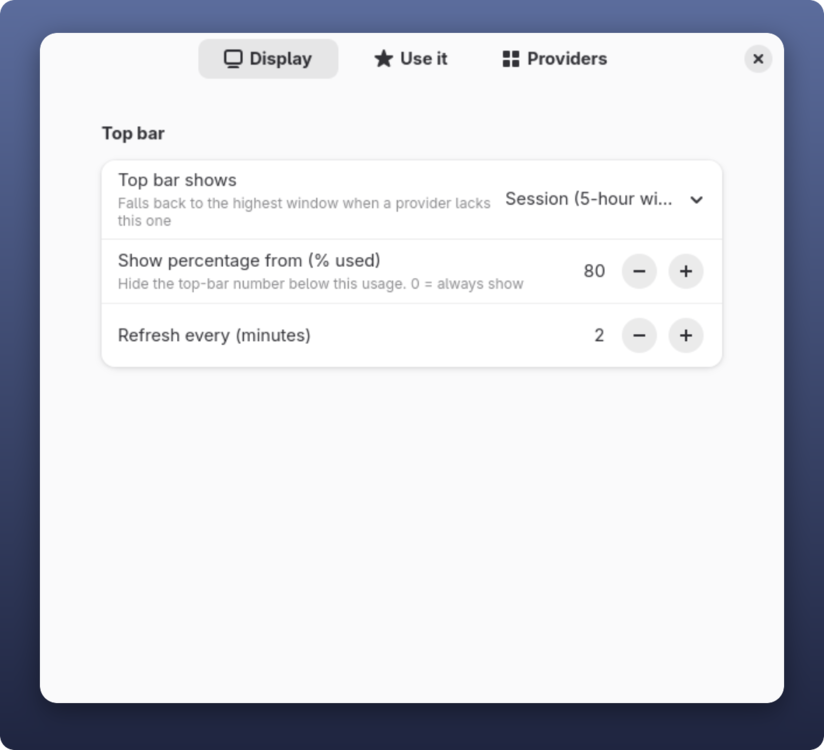 Display
Use it
Providers
Top bar
Top bar shows
Falls back to the highest window when a provider lacks
this one
Session (5-hour wi...
Show percentage from (% used)
Hide the top-bar number below this usage. 0 = always show
80
Refresh every (minutes)
2